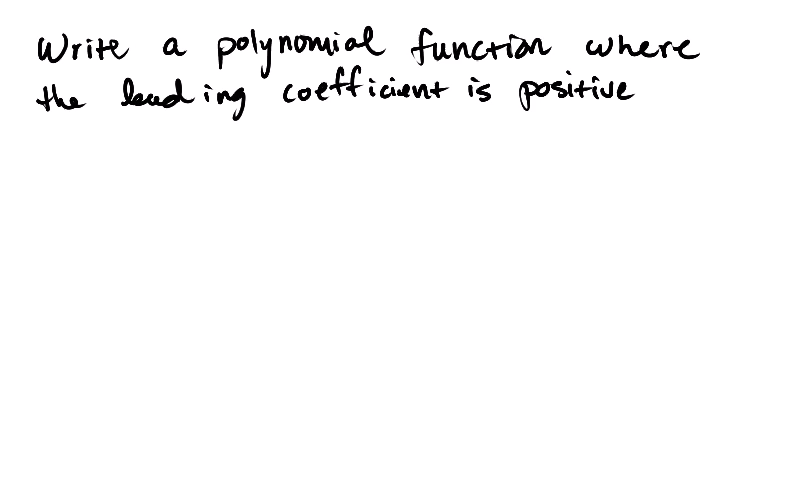 Write a polynomial function where
the leading coefficient is positive